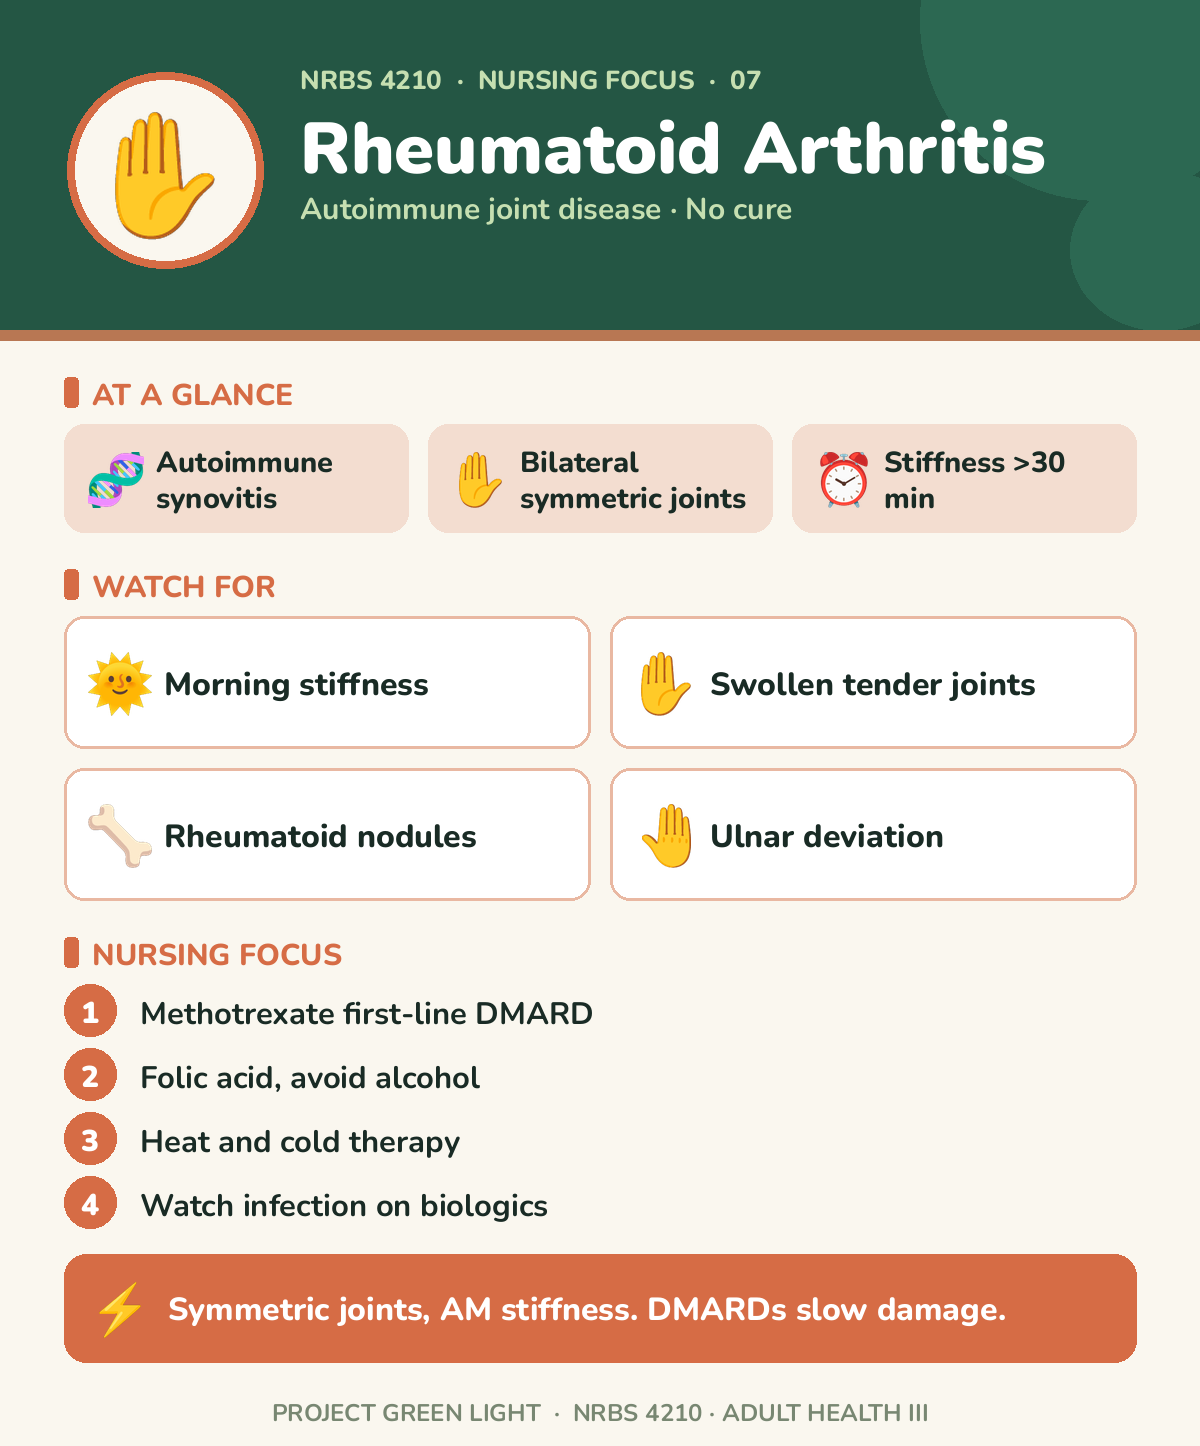 NRBS 4210 · NURSING FOCUS · 07
Rheumatoid Arthritis
Autoimmune joint disease · No cure
AT A GLANCE
Autoimmune
synovitis
Bilateral
symmetric joints
Stiffness >30
min
WATCH FOR
Morning stiffness
Swollen tender joints
Rheumatoid nodules
Ulnar deviation
NURSING FOCUS
1 Methotrexate first-line DMARD
2 Folic acid, avoid alcohol
3 Heat and cold therapy
4 Watch infection on biologics
Symmetric joints, AM stiffness. DMARDs slow damage.
PROJECT GREEN LIGHT · NRBS 4210 · ADULT HEALTH III